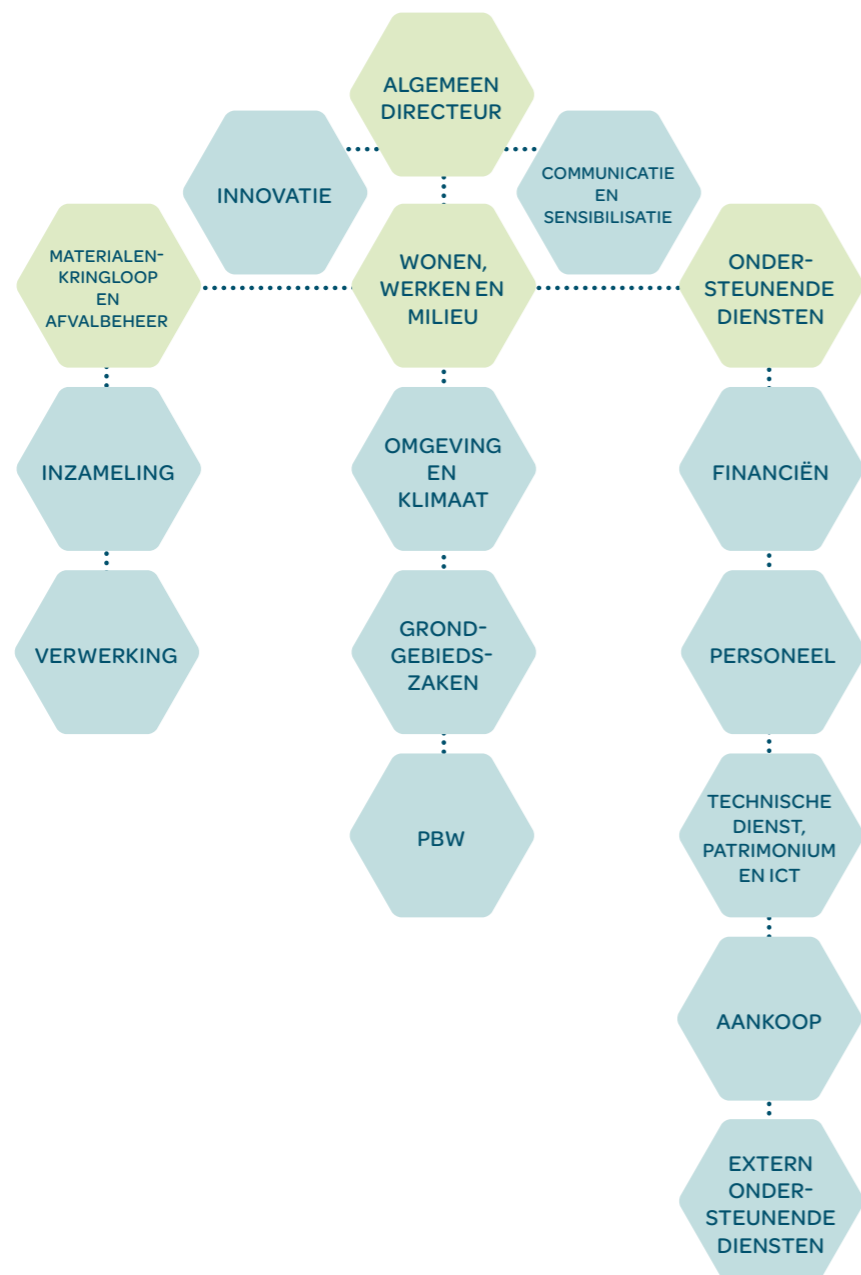 ALGEMEEN
DIRECTEUR
INNOVATIE
COMMUNICATIE
EN
SENSIBILISATIE
MATERIALEN-
KRINGLOOP
EN
AFVALBEHEER
WONEN,
WERKEN EN
MILIEU
ONDER-
STEUNENDE
DIENSTEN
INZAMELING
OMGEVING
EN
KLIMAAT
FINANCIËN
VERWERKING
GROND-
GEBIEDS-
ZAKEN
PERSONEEL
PBW
TECHNISCHE
DIENST,
PATRIMONIUM
EN ICT
AANKOOP
EXTERN
ONDER-
STEUNENDE
DIENSTEN